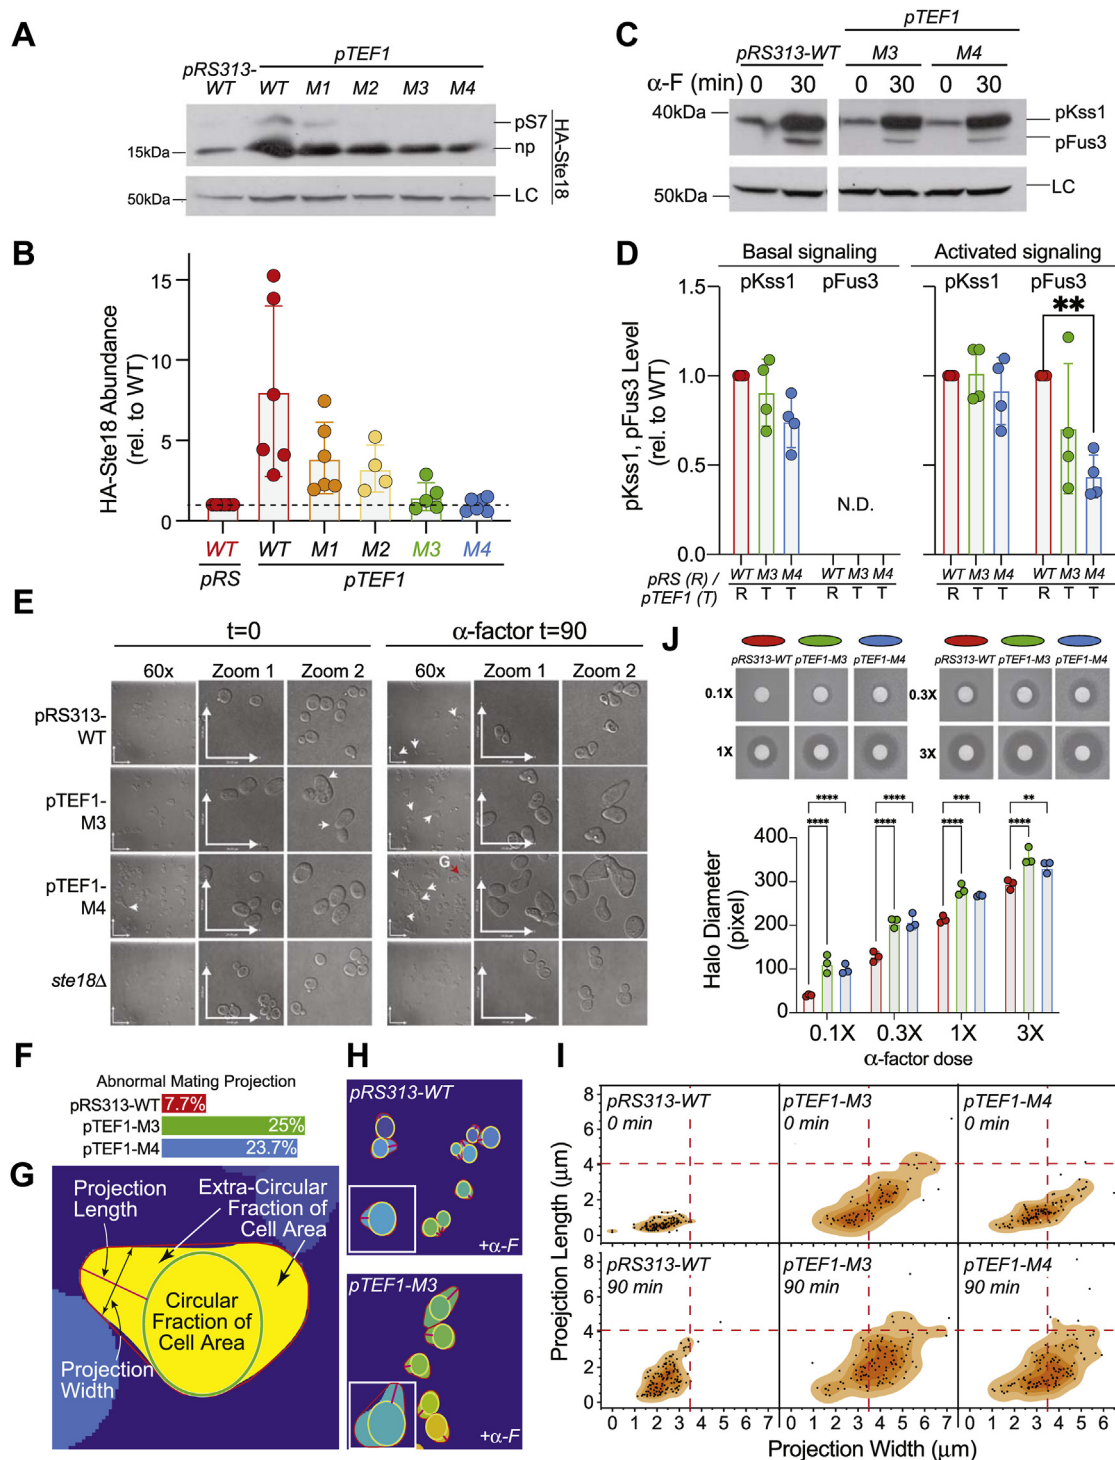 A
pTEF1
pRS313-
WT
WT M1 M2 M3 M4
pS7
15kDa
np
50kDa
LC
HA-Ste18
B
HA-Ste18 Abundance
(rel. to WT)
15
10
5
0
WT WT M1 M2 M3 M4
pRS pTEF1
C
pTEF1
pRS313-WT M3 M4
α-F (min) 0 30 0 30 0 30
40kDa
pKss1
pFus3
50kDa
LC
D
Basal signaling Activated signaling
pKss1 pFus3 pKss1 pFus3
pKss1, pFus3 Level
(rel. to WT)
1.5
1.0
0.5
0.0
**
N.D.
WT M3 M4 WT M3 M4 WT M3 M4 WT M3 M4
pRS (R) /
pTEF1 (T)
R T T R T T R T T R T T
E
t=0 α-factor t=90
60x Zoom 1 Zoom 2 60x Zoom 1 Zoom 2
pRS313-
WT
pTEF1-
M3
pTEF1-
M4
G
ste18Δ
J
pRS313-WT pTEF1-M3 pTEF1-M4 pRS313-WT pTEF1-M3 pTEF1-M4
0.1X 0.3X
1X 3X
**** **** *** **
**** **** **** ****
Halo Diameter
(pixel)
400
300
200
100
0
0.1X 0.3X 1X 3X
α-factor dose
F
Abnormal Mating Projection
pRS313-WT 7.7%
pTEF1-M3 25%
pTEF1-M4 23.7%
G
Projection
Length
Extra-Circular
Fraction of
Cell Area
Circular
Fraction of
Cell Area
Projection
Width
H
pRS313-WT
+α-F
pTEF1-M3
+α-F
I
Proejction Length (μm)
pRS313-WT
0 min
pTEF1-M3
0 min
pTEF1-M4
0 min
8
6
4
2
0
pRS313-WT
90 min
pTEF1-M3
90 min
pTEF1-M4
90 min
8
6
4
2
0
0 1 2 3 4 5 6 7 0 1 2 3 4 5 6 7 0 1 2 3 4 5 6 7
Projection Width (μm)